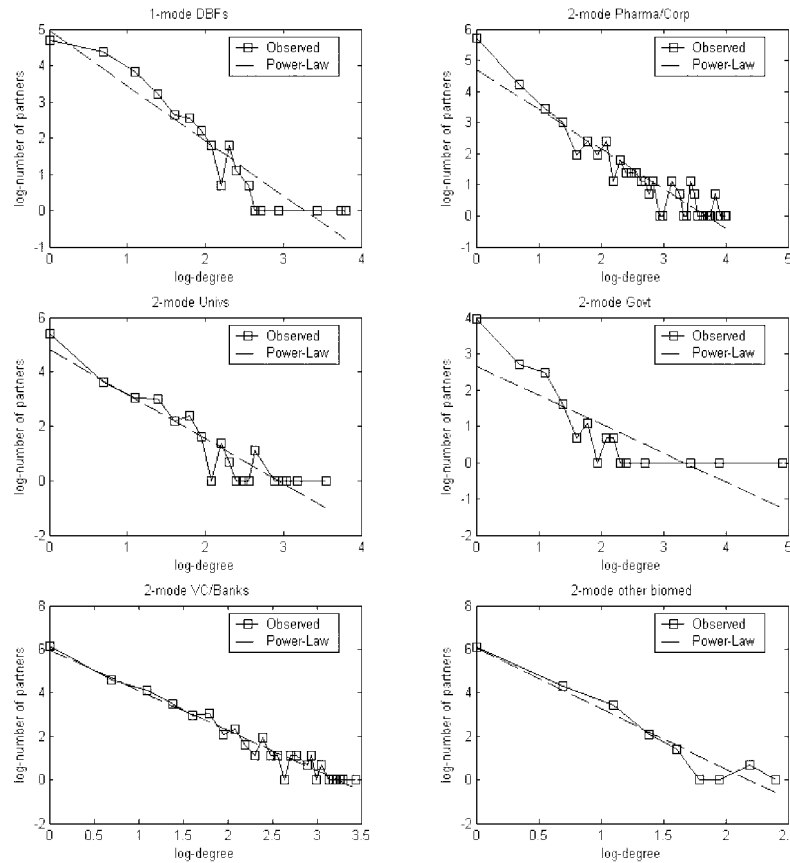 1-mode DBFs
Observed
Power-Law
5
4
3
2
1
0
-1
0
1
2
3
4
log-number of partners
log-degree
2-mode Pharma/Corp
Observed
Power-Law
6
5
4
3
2
1
0
-1
0
1
2
3
4
5
log-number of partners
log-degree
2-mode Univs
Observed
Power-Law
6
4
2
0
-2
0
1
2
3
4
log-number of partners
log-degree
2-mode Govt
Observed
Power-Law
4
3
2
1
0
-1
-2
0
1
2
3
4
5
log-number of partners
log-degree
2-mode VC/Banks
Observed
Power-Law
8
6
4
2
0
-2
0
0.5
1
1.5
2
2.5
3
3.5
log-number of partners
log-degree
2-mode other biomed
Observed
Power-Law
8
6
4
2
0
-2
0
0.5
1
1.5
2
log-number of partners
log-degree